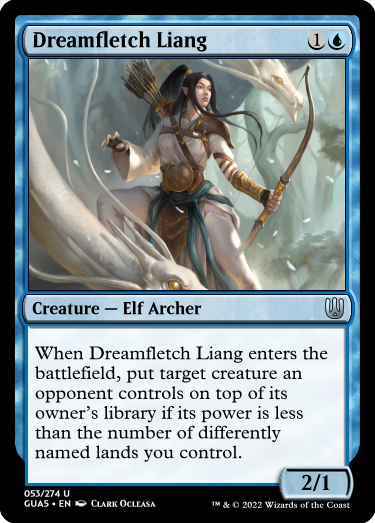 Dreamfletch Liang 1
Creature — Elf Archer
When Dreamfletch Liang enters the
battlefield, put target creature an
opponent controls on top of its
owner's library if its power is less
than the number of differently
named lands you control.
2/1
053/274 U
GUA5 • EN Clark Ocleasa
™ & © 2022 Wizards of the Coast